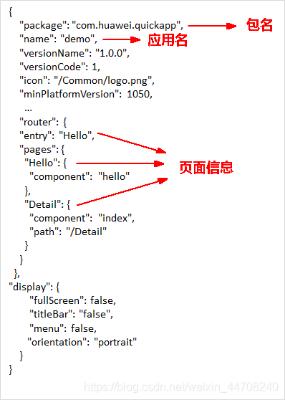 {
"package": "com.huawei.quickapp", 包名
"name": "demo", 应用名
"versionName": "1.0.0",
"versionCode": 1,
"icon": "/Common/logo.png",
"minPlatformVersion": 1050,
...
"router": {
"entry": "Hello",
"pages": {
"Hello": { 页面信息
"component": "hello"
},
"Detail": {
"component": "Index",
"path": "/Detail"
}
}
},
"display": {
"fullScreen": false,
"titleBar": "false",
"menu": false,
"orientation": "portrait"
}
}
https://blog.csdn.net/weixin_44708240